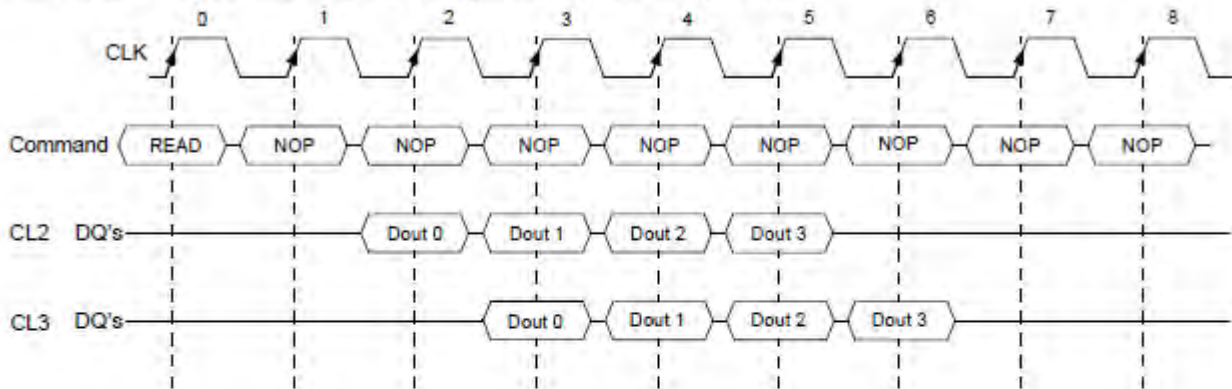 0 1 2 3 4 5 6 7 8
CLK
Command READ NOP NOP NOP NOP NOP NOP NOP NOP
CL2 DQ's Dout 0 Dout 1 Dout 2 Dout 3
CL3 DQ's Dout 0 Dout 1 Dout 2 Dout 3